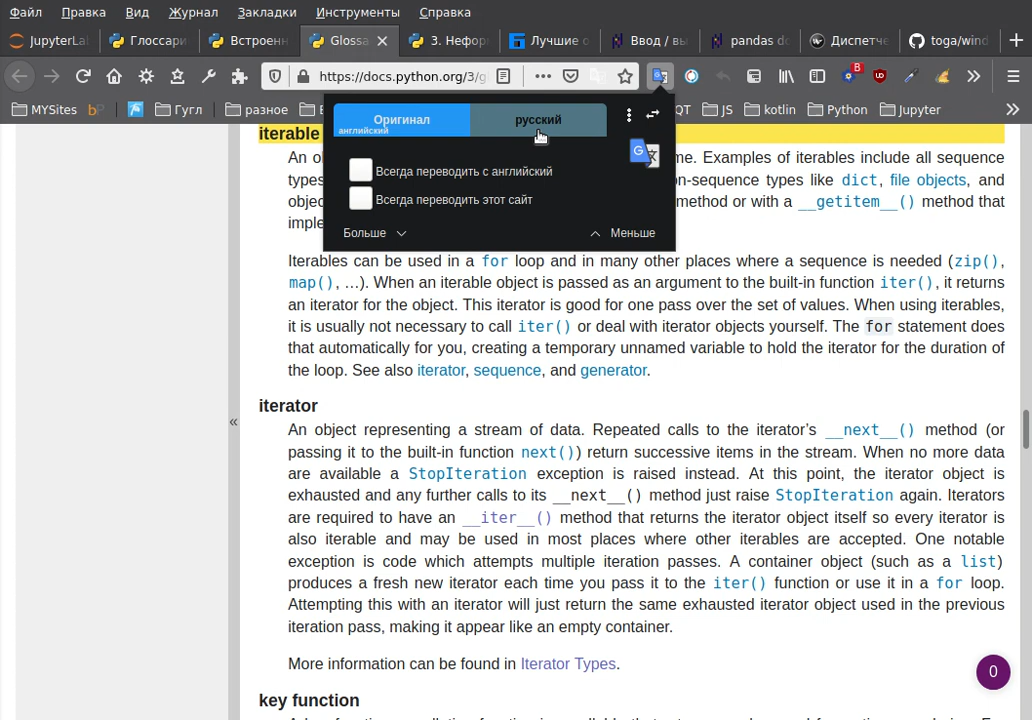 Файл Правка Вид Журнал Закладки Инструменты Справка
JupyterLa Глоссари Встроенн Glossa 3. Нефор Лучшие о Ввод / вы pandas do Диспетче toga/wind
https://docs.python.org/3/g
MYSites Гугл разное QT JS kotlin Python Jupyter
Оригинал английский русский
Всегда переводить с английский
Всегда переводить этот сайт
Больше Меньше
iterable
me. Examples of iterables include all sequence
types n-sequence types like dict, file objects, and
method or with a __getitem__() method that
Iterables can be used in a for loop and in many other places where a sequence is needed (zip(),
map(), …). When an iterable object is passed as an argument to the built-in function iter(), it returns
an iterator for the object. This iterator is good for one pass over the set of values. When using iterables,
it is usually not necessary to call iter() or deal with iterator objects yourself. The for statement does
that automatically for you, creating a temporary unnamed variable to hold the iterator for the duration of
the loop. See also iterator, sequence, and generator.
iterator
An object representing a stream of data. Repeated calls to the iterator’s __next__() method (or
passing it to the built-in function next()) return successive items in the stream. When no more data
are available a StopIteration exception is raised instead. At this point, the iterator object is
exhausted and any further calls to its __next__() method just raise StopIteration again. Iterators
are required to have an __iter__() method that returns the iterator object itself so every iterator is
also iterable and may be used in most places where other iterables are accepted. One notable
exception is code which attempts multiple iteration passes. A container object (such as a list)
produces a fresh new iterator each time you pass it to the iter() function or use it in a for loop.
Attempting this with an iterator will just return the same exhausted iterator object used in the previous
iteration pass, making it appear like an empty container.
More information can be found in Iterator Types.
0
key function